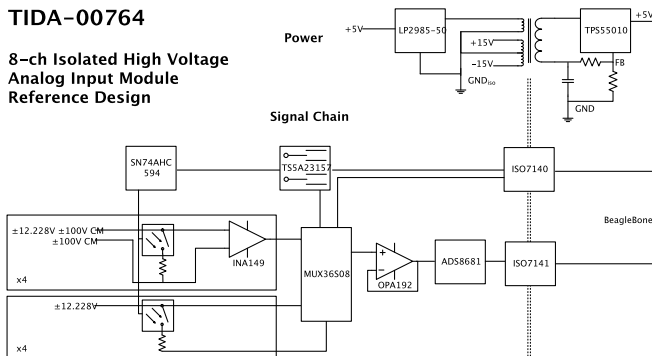 TIDA-00764
8-ch Isolated High Voltage
Analog Input Module
Reference Design
Power
+5V
LP2985-50
+15V
-15V
GNDiso
TPS55010
+5V
FB
GND
Signal Chain
SN74AHC
594
TS5A23157
ISO7140
±12.228V ±100V CM
±100V CM
INA149
x4
MUX36S08
+
−
OPA192
ADS8681
ISO7141
BeagleBone
±12.228V
x4